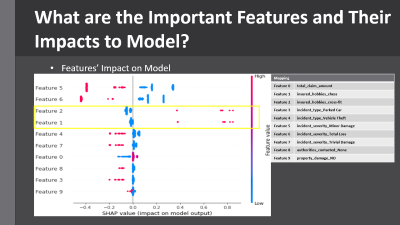 What are the Important Features and Their
Impacts to Model?
• Features' Impact on Model
High
Feature 5
Feature 6
Feature 2
Feature 1
Feature 4
Feature 7
Feature 0
Feature 8
Feature 3
Feature 9
Feature value
Low
−0.4 −0.2 0.0 0.2 0.4 0.6 0.8
SHAP value (impact on model output)
Mapping
Feature 0 total_claim_amount
Feature 1 insured_hobbies_chess
Feature 2 insured_hobbies_cross-fit
Feature 3 incident_type_Parked Car
Feature 4 incident_type_Vehicle Theft
Feature 5 incident_severity_Minor Damage
Feature 6 incident_severity_Total Loss
Feature 7 incident_severity_Trivial Damage
Feature 8 authorities_contacted_None
Feature 9 property_damage_NO